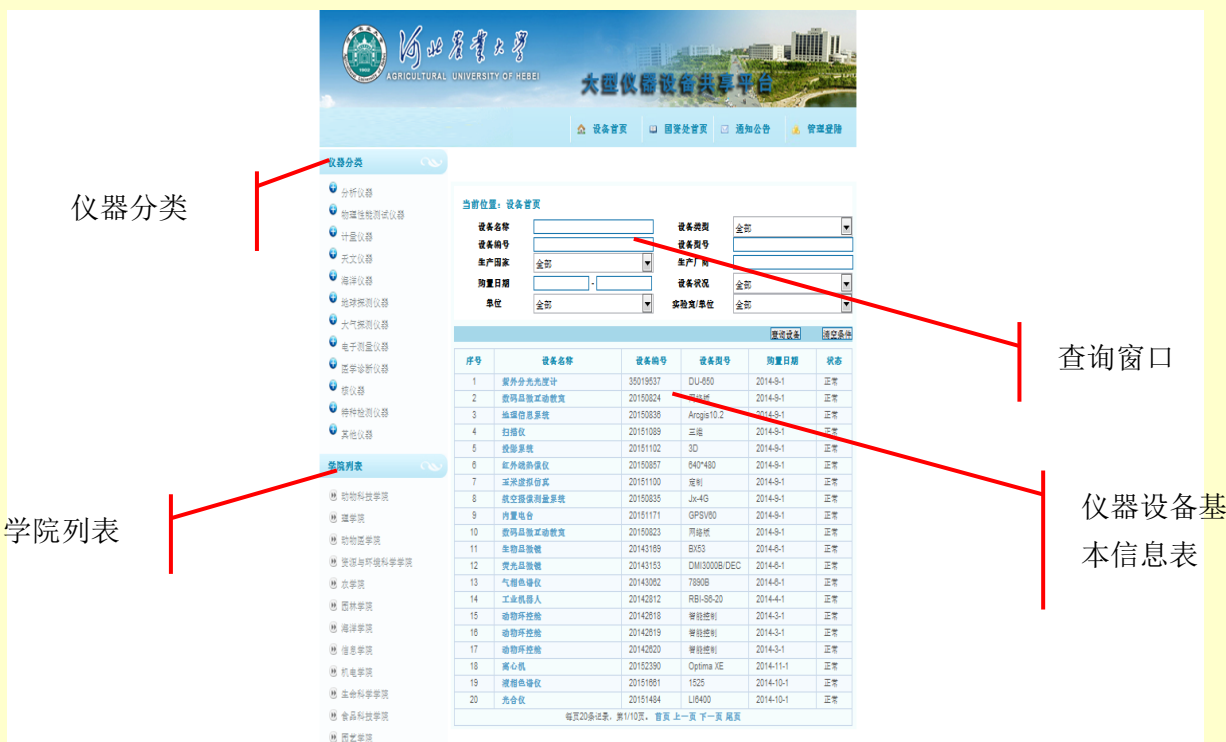 河北农业大学
AGRICULTURAL UNIVERSITY OF HEBEI
大型仪器设备共享平台
设备首页 国资处首页 通知公告 管理登陆
仪器分类
分析仪器
物理性能测试仪器
计量仪器
天文仪器
海洋仪器
地球探测仪器
大气探测仪器
电子测量仪器
医学诊断仪器
核仪器
特种检测仪器
其他仪器
学院列表
动物科技学院
理学院
动物医学院
资源与环境科学学院
农学院
园林学院
海洋学院
信息学院
机电学院
生命科学学院
食品科技学院
园艺学院
当前位置：设备首页
设备名称 设备类型 全部
设备编号 设备型号
生产国家 全部 生产厂商
购置日期 - 设备状况 全部
单位 全部 实验室/单位 全部
查询设备 清空条件
序号 设备名称 设备编号 设备型号 购置日期 状态
1 紫外分光光度计 35019537 DU-650 2014-9-1 正常
2 数码显微互动教室 20150824 网络版 2014-9-1 正常
3 地理信息系统 20150836 Arcgis10.2 2014-9-1 正常
4 扫描仪 20151089 三维 2014-9-1 正常
5 投影系统 20151102 3D 2014-9-1 正常
6 红外线热像仪 20150857 640*480 2014-9-1 正常
7 玉米虚拟仿真 20151100 定制 2014-9-1 正常
8 航空摄像测量系统 20150835 Jx-4G 2014-9-1 正常
9 内置电台 20151171 GPSV60 2014-9-1 正常
10 数码显微互动教室 20150823 网络版 2014-9-1 正常
11 生物显微镜 20143169 BX53 2014-6-1 正常
12 荧光显微镜 20143153 DMI3000B/DEC 2014-6-1 正常
13 气相色谱仪 20143062 7890B 2014-6-1 正常
14 工业机器人 20142812 RBI-S6-20 2014-4-1 正常
15 动物环控舱 20142618 智能控制 2014-3-1 正常
16 动物环控舱 20142619 智能控制 2014-3-1 正常
17 动物环控舱 20142620 智能控制 2014-3-1 正常
18 离心机 20152390 Optima XE 2014-11-1 正常
19 液相色谱仪 20151661 1525 2014-10-1 正常
20 光合仪 20151484 LI6400 2014-10-1 正常
每页20条记录，第1/10页。 首页 上一页 下一页 尾页
仪器分类
学院列表
查询窗口
仪器设备基
本信息表